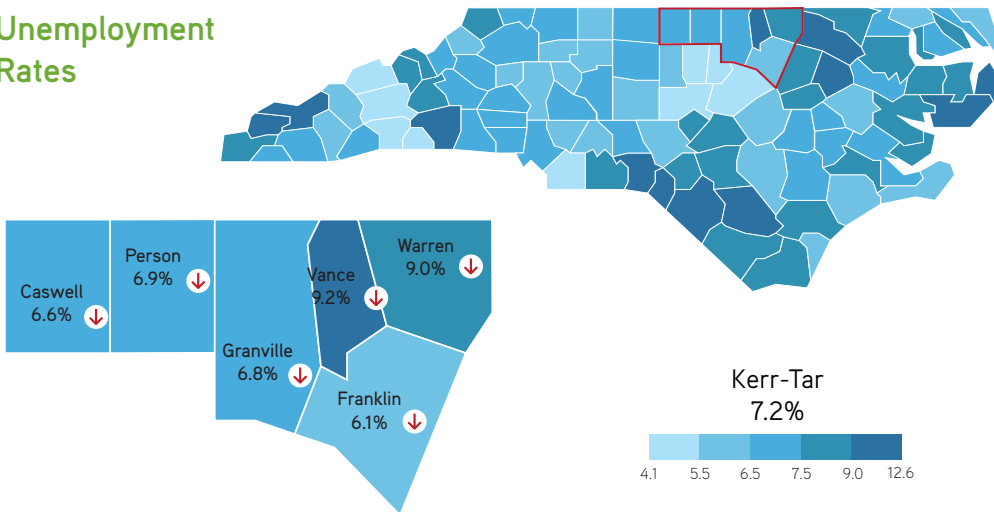 Unemployment
Rates
Person
6.9%
Caswell
6.6%
Granville
6.8%
Vance
9.2%
Warren
9.0%
Franklin
6.1%
Kerr-Tar
7.2%
4.1 5.5 6.5 7.5 9.0 12.6